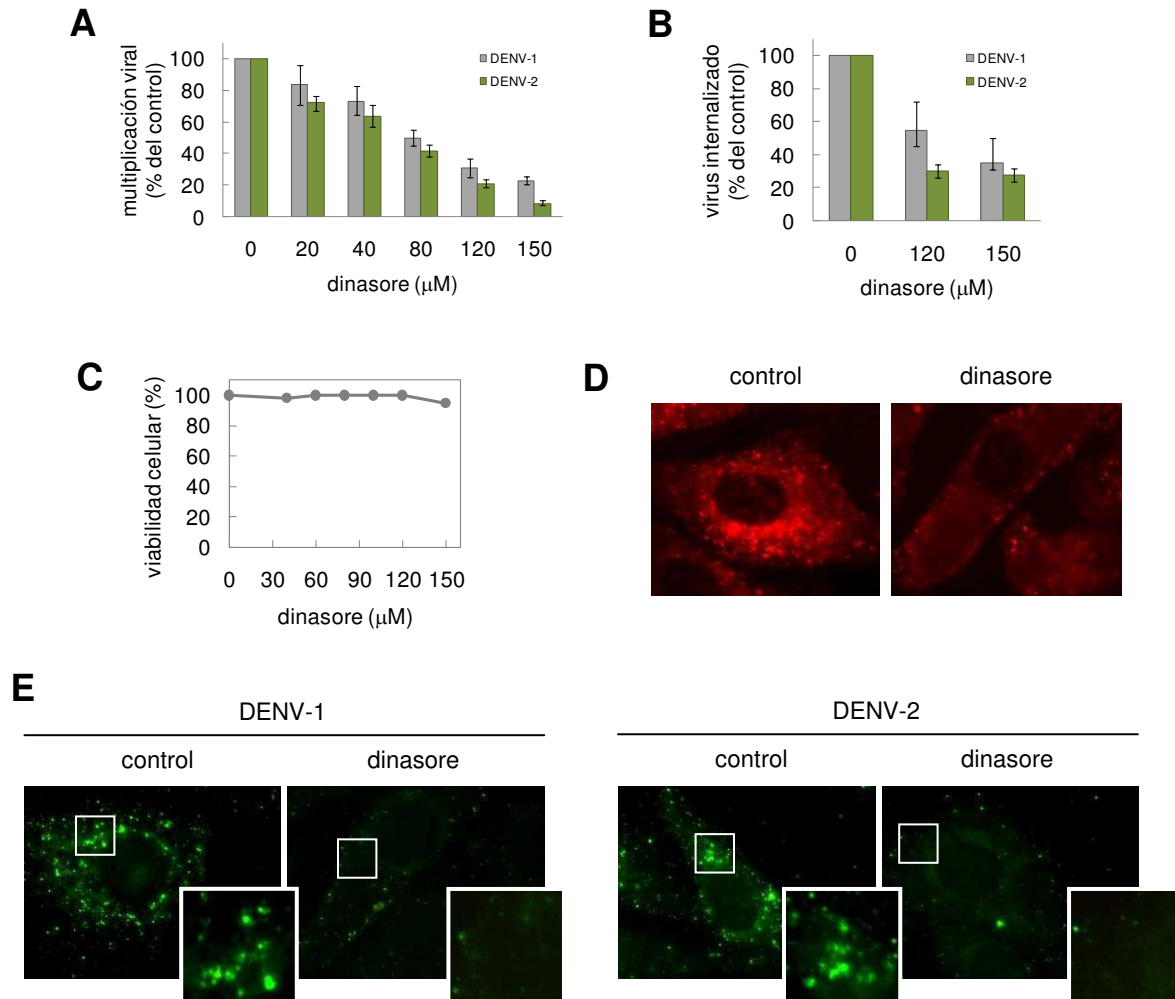 A
multiplicación viral
(% del control)
100
80
60
40
20
0
DENV-1
DENV-2
0 20 40 80 120 150
dinasore (μM)
B
virus internalizado
(% del control)
100
80
60
40
20
0
DENV-1
DENV-2
0 120 150
dinasore (μM)
C
viabilidad celular (%)
100
80
60
40
20
0
0 30 60 90 120 150
dinasore (μM)
D
control dinasore
E
DENV-1
control dinasore
DENV-2
control dinasore